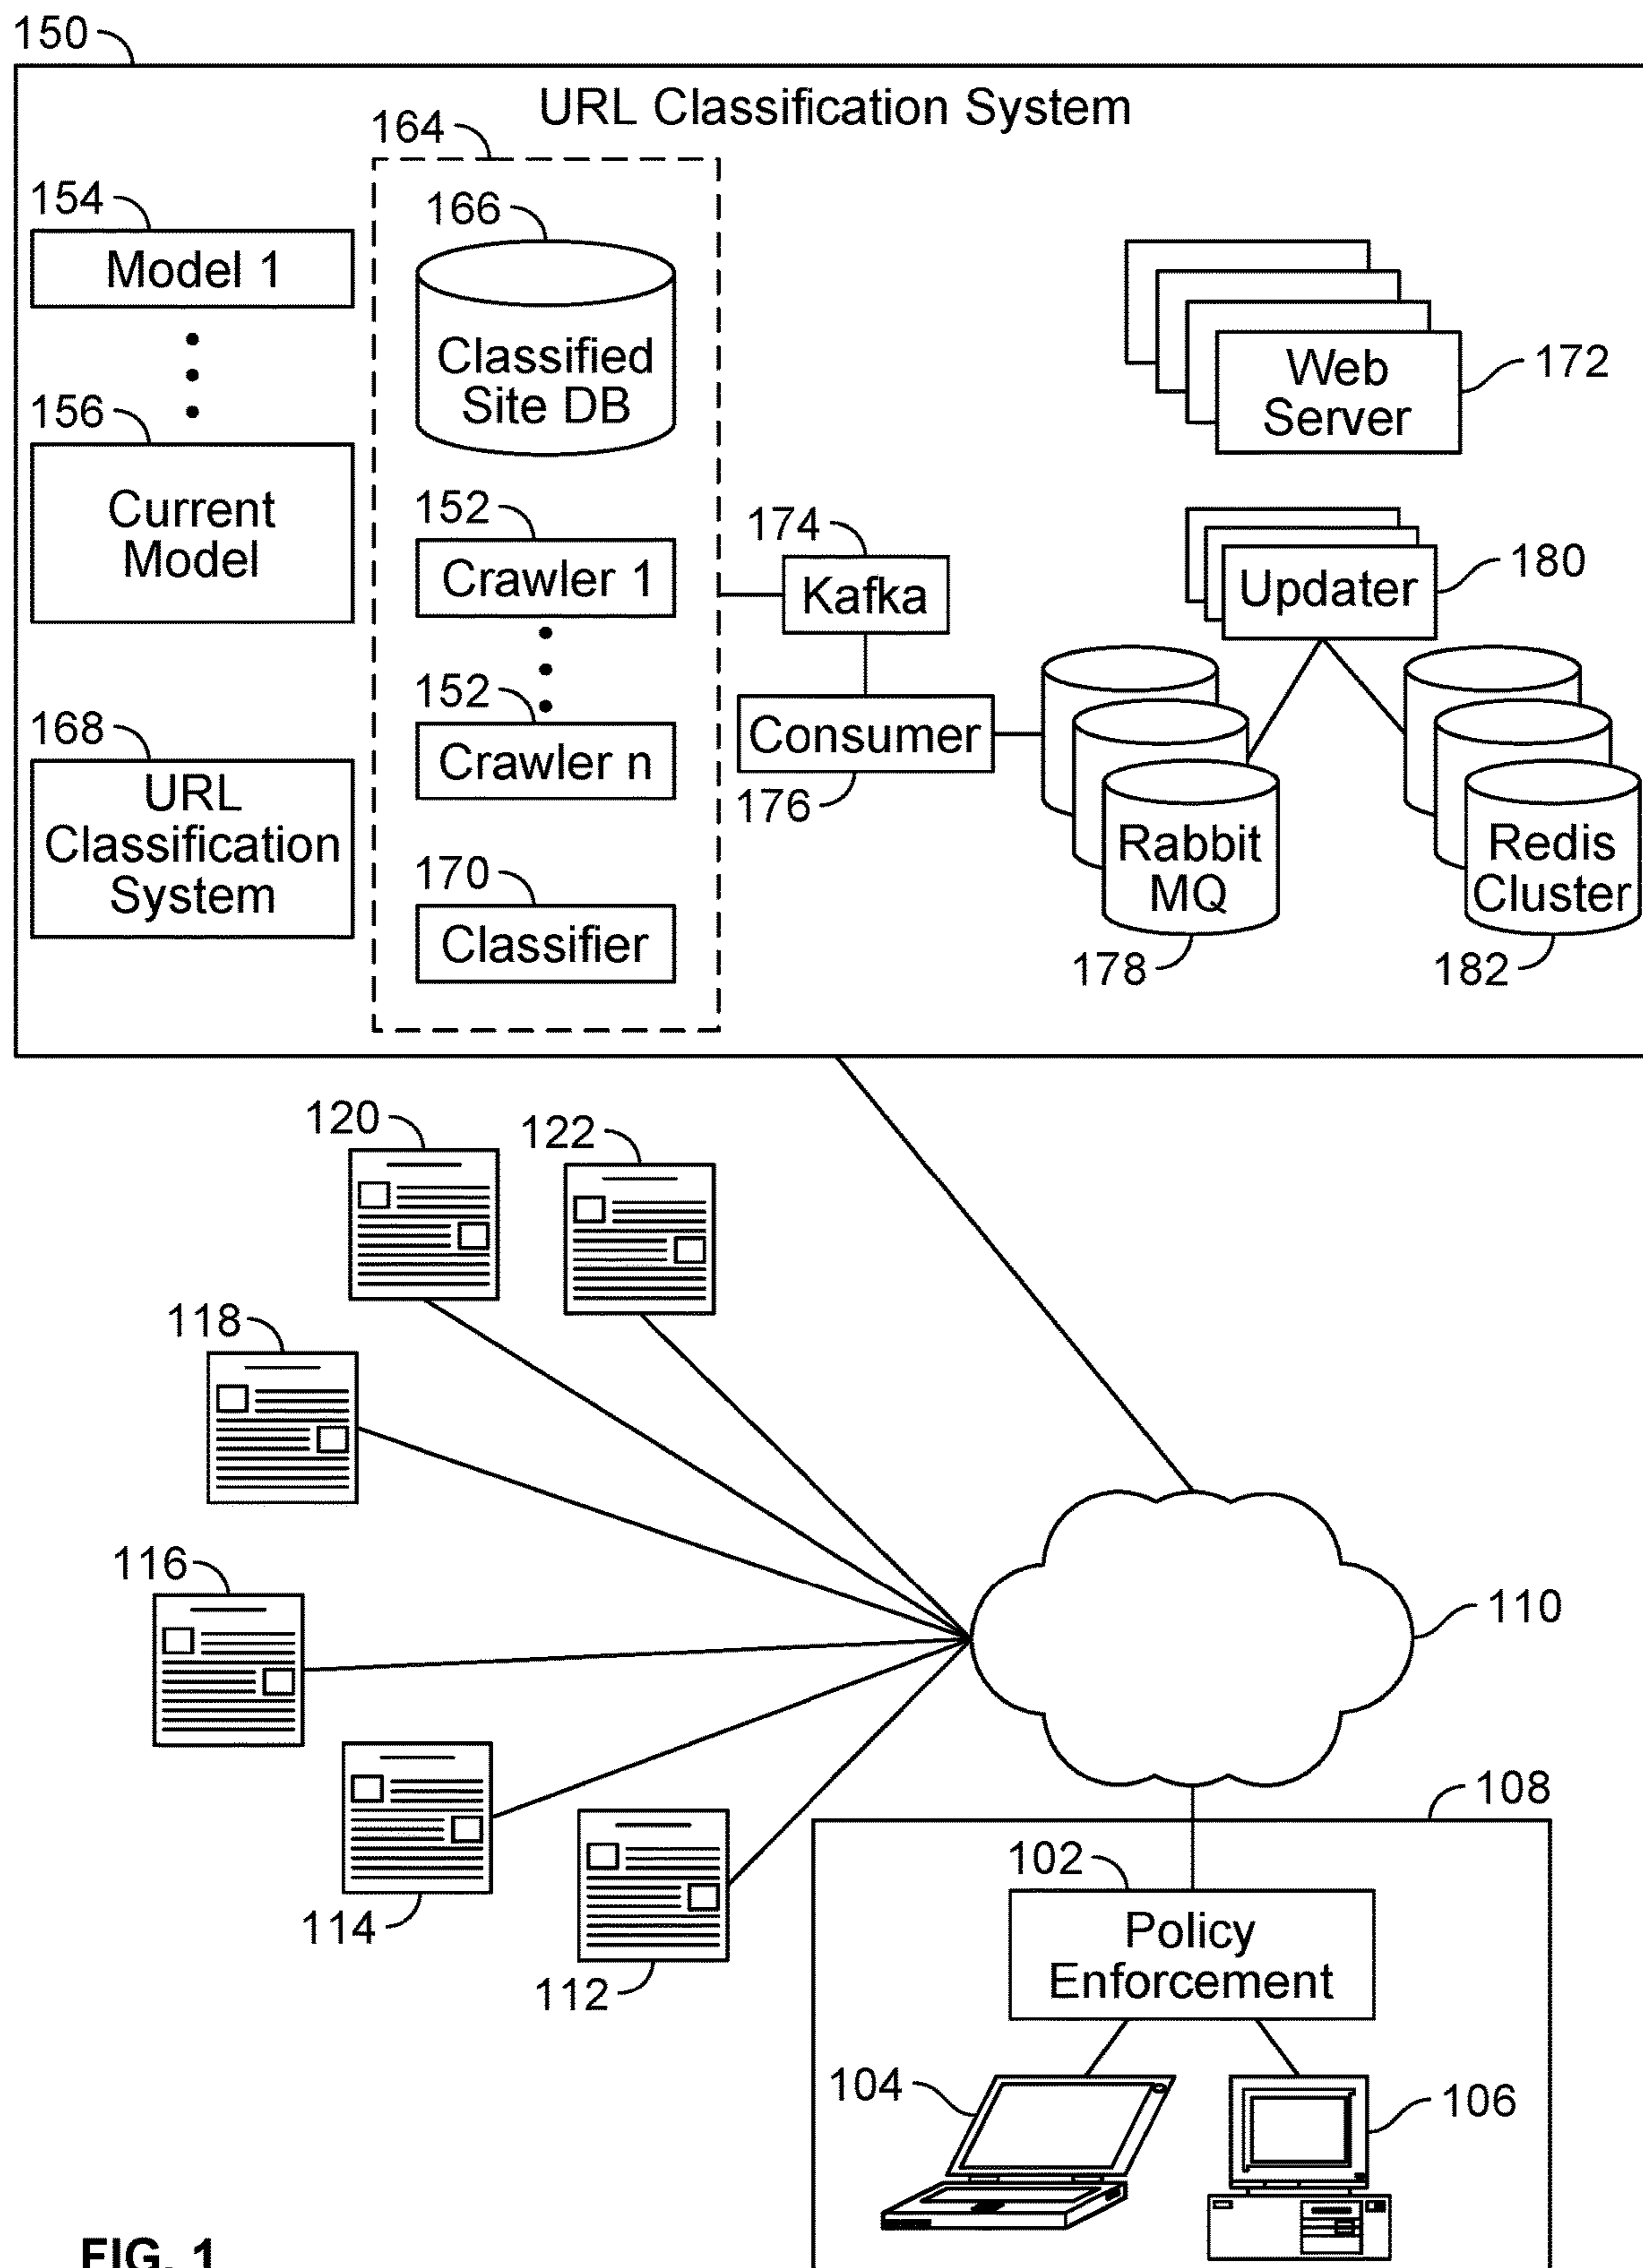 150
URL Classification System
164
154
Model 1
166
Classified
Site DB
Web
Server
172
156
Current
Model
152
Crawler 1
174
Kafka
Updater
180
152
Crawler n
Consumer
176
168
URL
Classification
System
170
Classifier
Rabbit
MQ
178
Redis
Cluster
182
120
122
118
116
110
114
112
108
102
Policy
Enforcement
104
106
FIG. 1